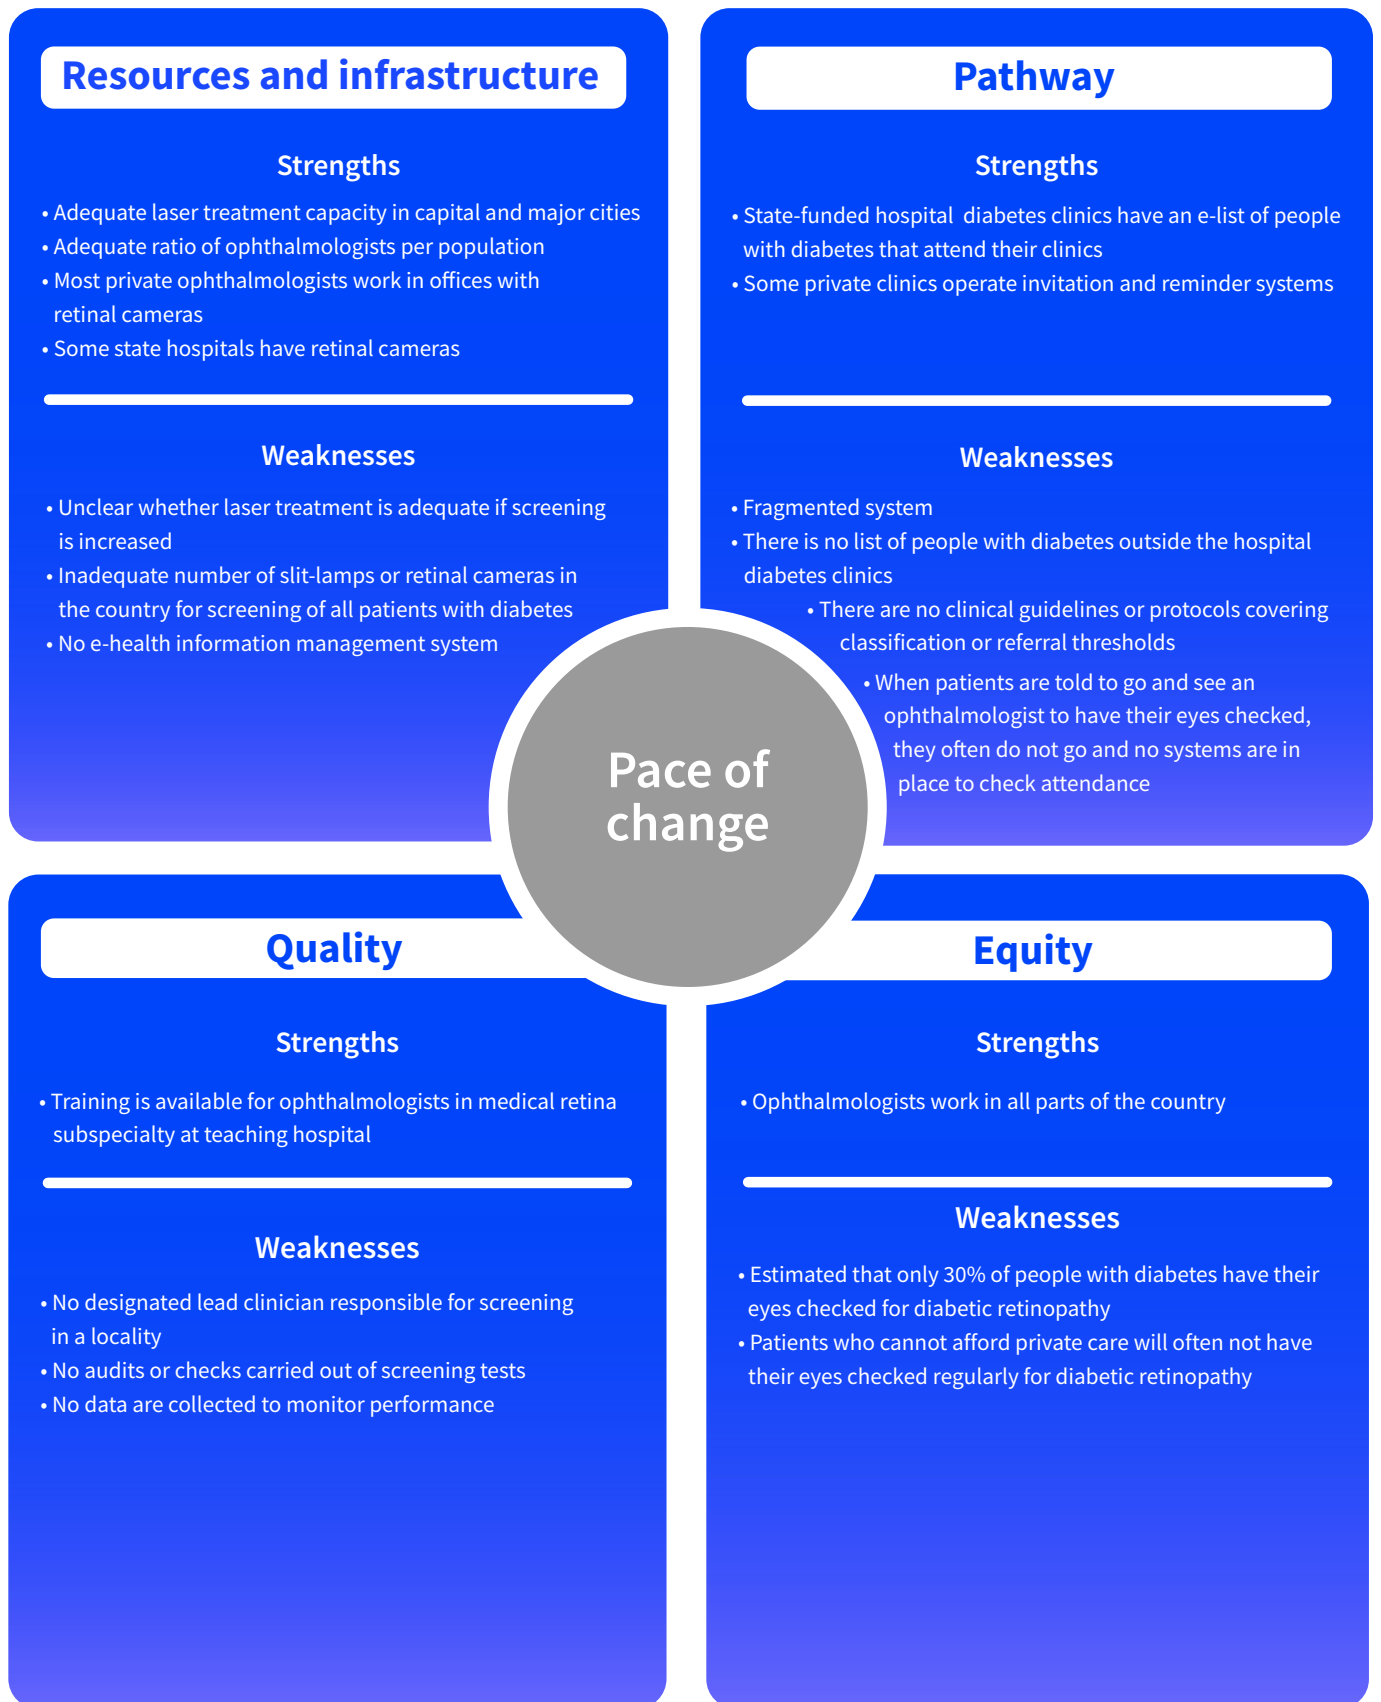 Resources and infrastructure
Strengths
• Adequate laser treatment capacity in capital and major cities
• Adequate ratio of ophthalmologists per population
• Most private ophthalmologists work in offices with
retinal cameras
• Some state hospitals have retinal cameras
Weaknesses
• Unclear whether laser treatment is adequate if screening
is increased
• Inadequate number of slit-lamps or retinal cameras in
the country for screening of all patients with diabetes
• No e-health information management system
Pathway
Strengths
• State-funded hospital  diabetes clinics have an e-list of people
with diabetes that attend their clinics
• Some private clinics operate invitation and reminder systems
Weaknesses
• Fragmented system
• There is no list of people with diabetes outside the hospital
diabetes clinics
• There are no clinical guidelines or protocols covering
classification or referral thresholds
• When patients are told to go and see an
ophthalmologist to have their eyes checked,
they often do not go and no systems are in
place to check attendance
Pace of
change
Quality
Strengths
• Training is available for ophthalmologists in medical retina
subspecialty at teaching hospital
Weaknesses
• No designated lead clinician responsible for screening
in a locality
• No audits or checks carried out of screening tests
• No data are collected to monitor performance
Equity
Strengths
• Ophthalmologists work in all parts of the country
Weaknesses
• Estimated that only 30% of people with diabetes have their
eyes checked for diabetic retinopathy
• Patients who cannot afford private care will often not have
their eyes checked regularly for diabetic retinopathy